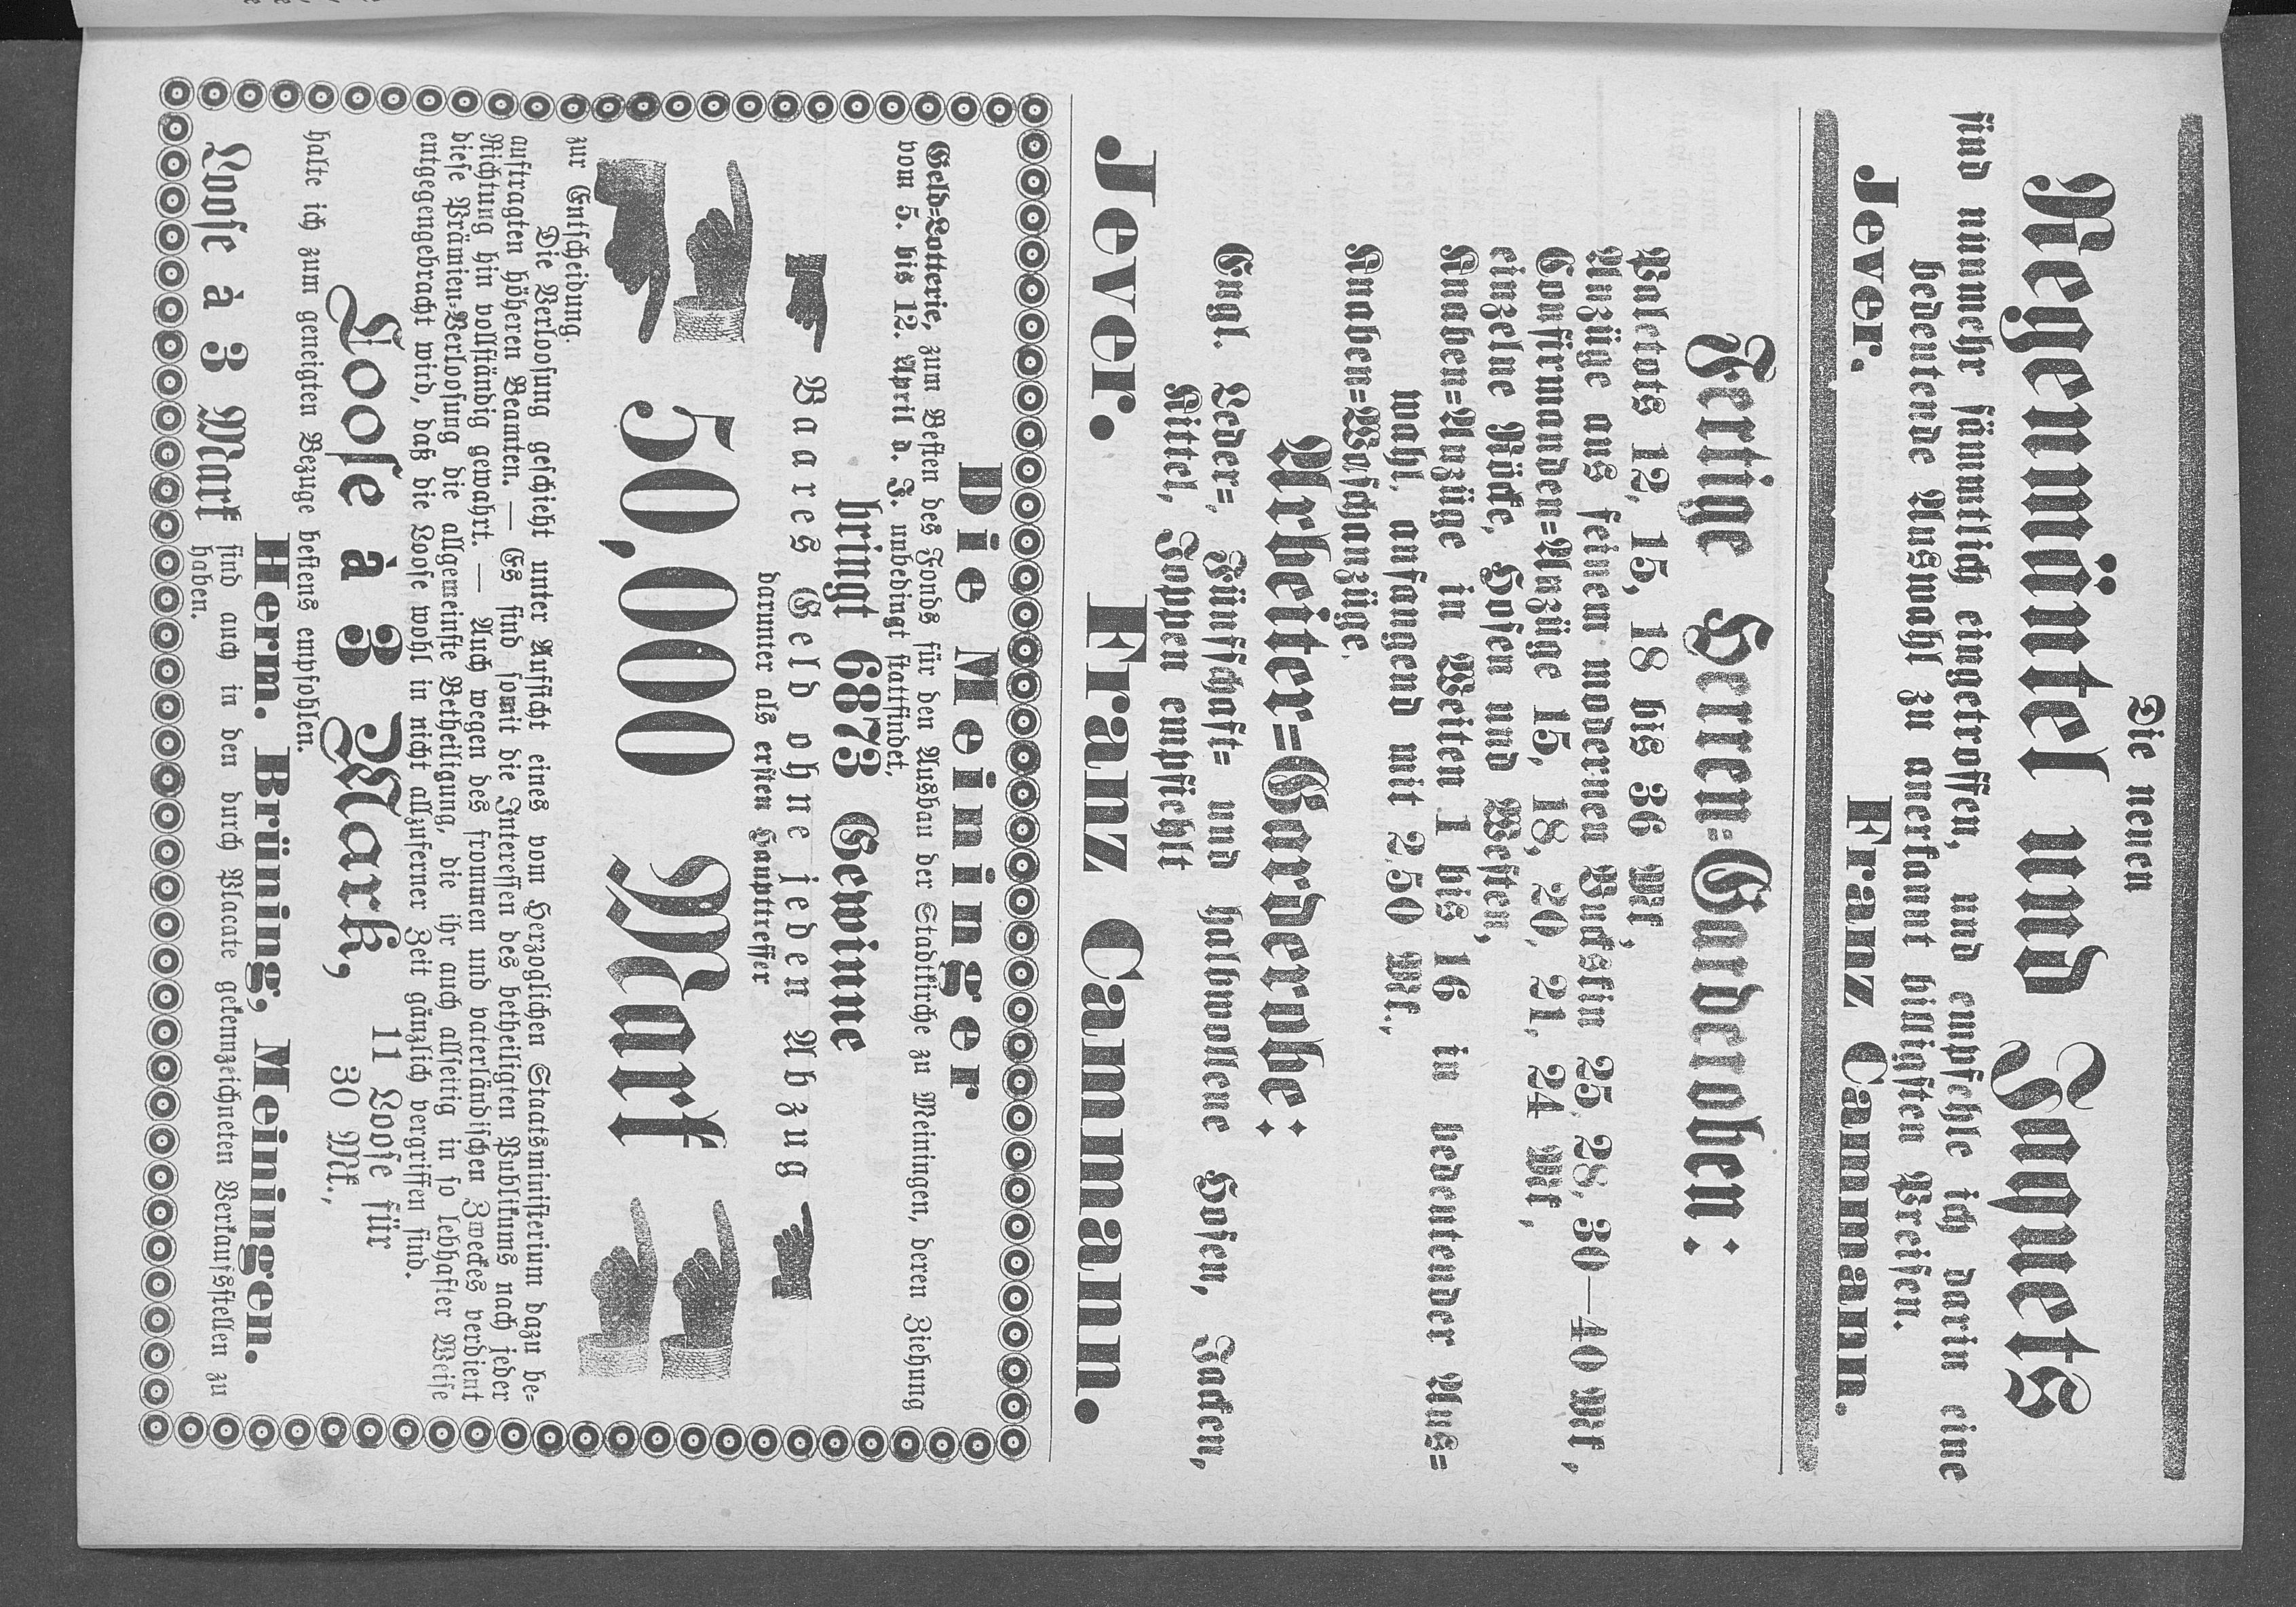 Die neuen
Regenmäntel und Jaquets
sind nunmehr sämmtlich eingetroffen, und empfehle ich darin eine
bedeutende Auswahl zu anerkannt billigsten Preisen.
Jever. Franz Cammann.
Fertige Herren-Garderoben:
Paletots 12, 15, 18 bis 36 Mk,
Anzüge aus feinem modernen Buckskin 25, 28, 30—40 Mk,
Confirmanden-Anzüge 15, 18, 20, 21, 24 Mk,
einzelne Röcke, Hosen und Westen,
Knaben-Anzüge in Weiten 1 bis 16 in bedeutender Aus-
wahl, anfangend mit 2,50 Mk.,
Knaben-Waschanzüge.
Arbeiter-Garderobe:
Engl. Leder-, Fünfschaft- und halbwollene Hosen, Jacken,
Kittel, Joppen empfiehlt
Jever. Franz Cammann.
Die Meininger
Geld-Lotterie, zum Besten des Fonds für den Ausbau der Stadtkirche zu Meiningen, deren Ziehung
vom 5. bis 12. April d. J. unbedingt stattfindet,
bringt 6873 Gewinne
Baares Geld ohne jeden Abzug
darunter als ersten Haupttreffer
50,000 Mark
zur Entscheidung.
Die Verloosung geschieht unter Aufsicht eines vom Herzoglichen Staatsministerium dazu be-
auftragten höheren Beamten. — Es sind somit die Interessen des betheiligten Publikums nach jeder
Richtung hin vollständig gewahrt. — Auch wegen des frommen und vaterländischen Zweckes verdient
diese Prämien-Verloosung die allgemeinste Betheiligung, die ihr auch allseitig in so lebhafter Weise
entgegengebracht wird, daß die Loose wohl in nicht allzuferner Zeit gänzlich vergriffen sind.
Loose à 3 Mark, 11 Loose für
30 Mk.,
halte ich zum geneigten Bezuge bestens empfohlen.
Herm. Brüning, Meiningen.
Loose à 3 Mark sind auch in den durch Placate gekennzeichneten Verkaufsstellen zu
haben.